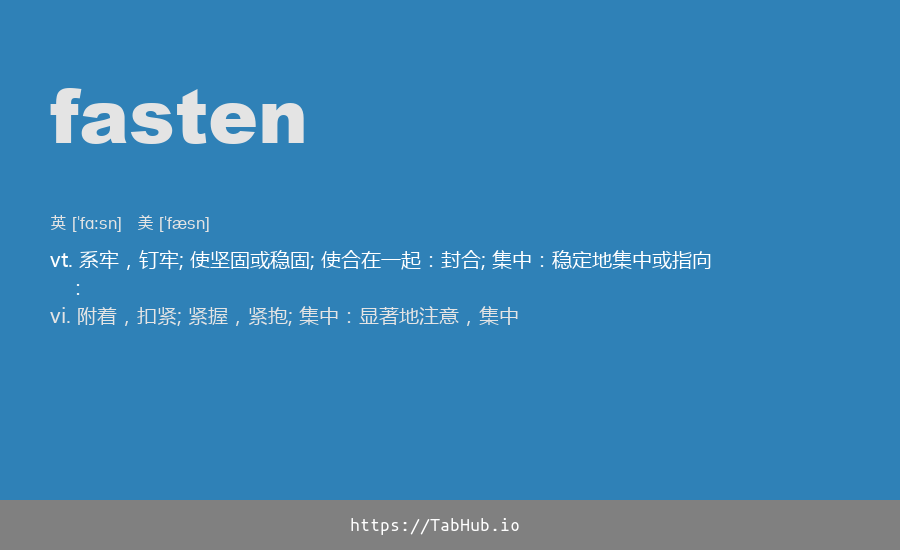 fasten
英 [ˈfɑːsn] 美 [ˈfæsn]
vt. 系牢，钉牢; 使坚固或稳固; 使合在一起：封合; 集中：稳定地集中或指向
：
vi. 附着，扣紧; 紧握，紧抱; 集中：显著地注意，集中
https://TabHub.io